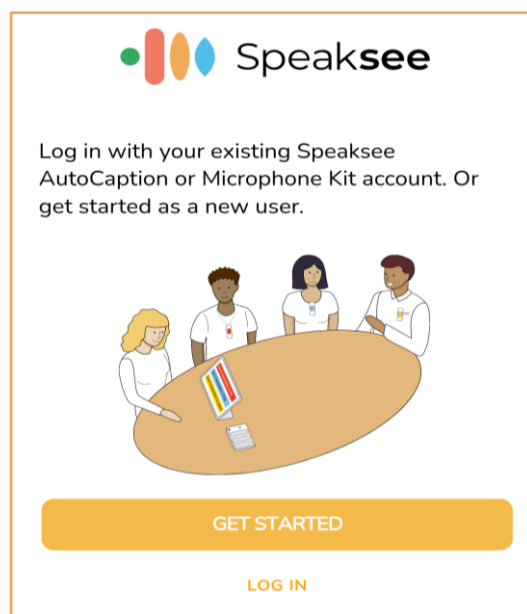 Speaksee
Log in with your existing Speaksee
AutoCaption or Microphone Kit account. Or
get started as a new user.
GET STARTED
LOG IN